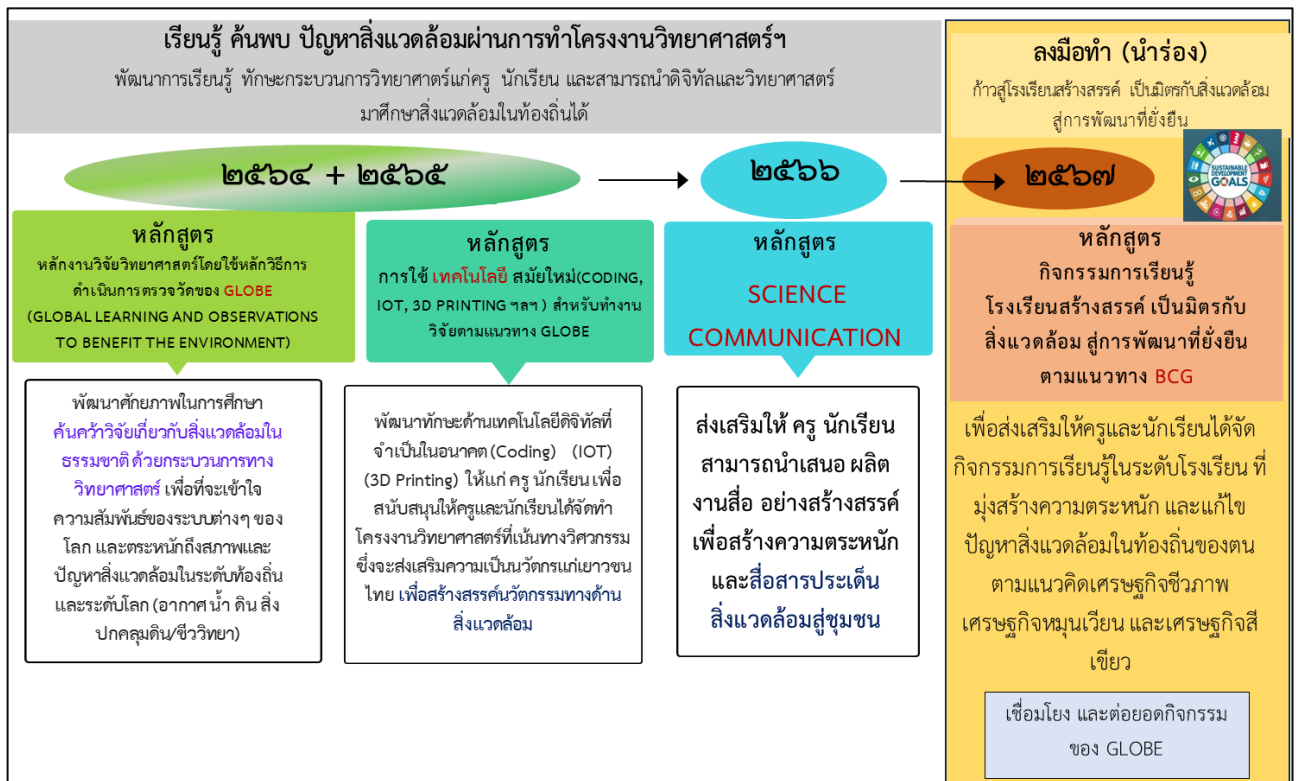 เรียนรู้ ค้นพบ ปัญหาสิ่งแวดล้อมผ่านการทำโครงงานวิทยาศาสตร์ฯ
พัฒนาการเรียนรู้ ทักษะกระบวนการวิทยาศาตร์แก่ครู นักเรียน และสามารถนำดิจิทัลและวิทยาศาสตร์
มาศึกษาสิ่งแวดล้อมในท้องถิ่นได้
ลงมือทำ (นำร่อง)
ก้าวสู่โรงเรียนสร้างสรรค์ เป็นมิตรกับสิ่งแวดล้อม
สู่การพัฒนาที่ยั่งยืน
๒๕๖๔ + ๒๕๖๕
๒๕๖๖
๒๕๖๗
SUSTAINABLE
DEVELOPMENT
GOALS
หลักสูตร
หลักงานวิจัยวิทยาศาสตร์โดยใช้หลักวิธีการ
ดำเนินการตรวจวัดของ GLOBE
(GLOBAL LEARNING AND OBSERVATIONS
TO BENEFIT THE ENVIRONMENT)
หลักสูตร
การใช้ เทคโนโลยี สมัยใหม่(CODING,
IOT, 3D PRINTING ฯลฯ ) สำหรับทำงาน
วิจัยตามแนวทาง GLOBE
หลักสูตร
SCIENCE
COMMUNICATION
หลักสูตร
กิจกรรมการเรียนรู้
โรงเรียนสร้างสรรค์ เป็นมิตรกับ
สิ่งแวดล้อม สู่การพัฒนาที่ยั่งยืน
ตามแนวทาง BCG
พัฒนาศักยภาพในการศึกษา
ค้นคว้าวิจัยเกี่ยวกับสิ่งแวดล้อมใน
ธรรมชาติ ด้วยกระบวนการทาง
วิทยาศาสตร์ เพื่อที่จะเข้าใจ
ความสัมพันธ์ของระบบต่างๆ ของ
โลก และตระหนักถึงสภาพและ
ปัญหาสิ่งแวดล้อมในระดับท้องถิ่น
และระดับโลก (อากาศ น้ำ ดิน สิ่ง
ปกคลุมดิน/ชีววิทยา)
พัฒนาทักษะด้านเทคโนโลยีดิจิทัลที่
จำเป็นในอนาคต (Coding) (IOT)
(3D Printing) ให้แก่ ครู นักเรียน เพื่อ
สนับสนุนให้ครูและนักเรียนได้จัดทำ
โครงงานวิทยาศาสตร์ที่เน้นทางวิศวกรรม
ซึ่งจะส่งเสริมความเป็นนวัตกรแก่เยาวชน
ไทย เพื่อสร้างสรรค์นวัตกรรมทางด้าน
สิ่งแวดล้อม
ส่งเสริมให้ ครู นักเรียน
สามารถนำเสนอ ผลิต
งานสื่อ อย่างสร้างสรรค์
เพื่อสร้างความตระหนัก
และสื่อสารประเด็น
สิ่งแวดล้อมสู่ชุมชน
เพื่อส่งเสริมให้ครูและนักเรียนได้จัด
กิจกรรมการเรียนรู้ในระดับโรงเรียน ที่
มุ่งสร้างความตระหนัก และแก้ไข
ปัญหาสิ่งแวดล้อมในท้องถิ่นของตน
ตามแนวคิดเศรษฐกิจชีวภาพ
เศรษฐกิจหมุนเวียน และเศรษฐกิจสี
เขียว
เชื่อมโยง และต่อยอดกิจกรรม
ของ GLOBE